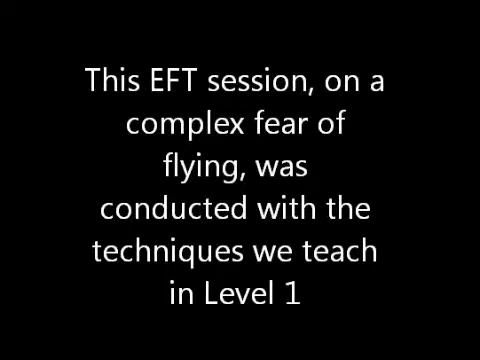 This EFT session, on a
complex fear of
flying, was
conducted with the
techniques we teach
in Level 1